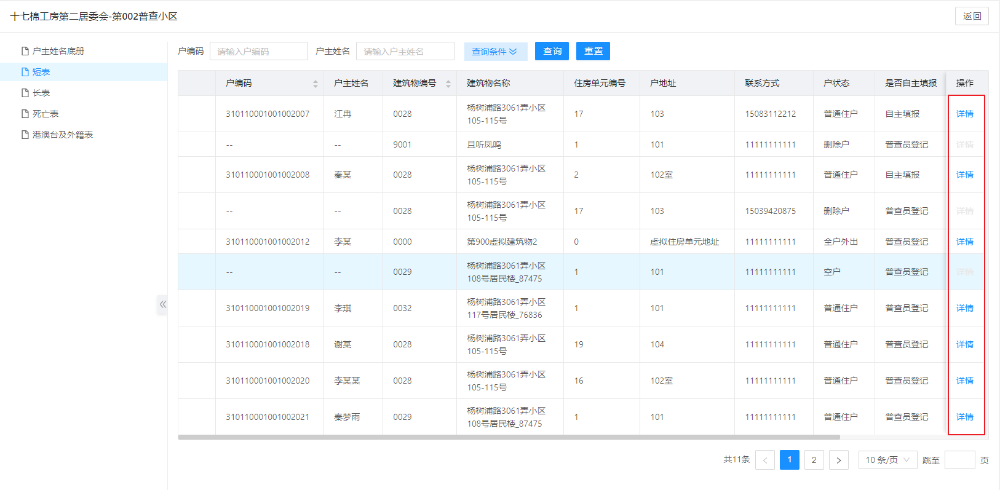 十七棉工房第二居委会-第002普查小区
返回
户主姓名底册
短表
长表
死亡表
港澳台及外籍表
户编码 请输入户编码 户主姓名 请输入户主姓名 查询条件 查询 重置
户编码 户主姓名 建筑物编号 建筑物名称 住房单元编号 户地址 联系方式 户状态 是否自主填报 操作
310110001001002007 江冉 0028 杨树浦路3061弄小区 17 103 15083112212 普通住户 自主填报 详情
105-115号
-- -- 9001 且听凤鸣 1 101 11111111111 删除户 普查员登记 详情
310110001001002008 秦某 0028 杨树浦路3061弄小区 2 102室 11111111111 普通住户 自主填报 详情
105-115号
-- -- 0028 杨树浦路3061弄小区 17 103 15039420875 删除户 普查员登记 详情
105-115号
310110001001002012 李某 0000 第900虚拟建筑物2 0 虚拟住房单元地址 11111111111 全户外出 普查员登记 详情
-- -- 0029 杨树浦路3061弄小区 1 101 11111111111 空户 普查员登记 详情
108号居民楼_87475
310110001001002019 李琪 0032 杨树浦路3061弄小区 1 101 11111111111 普通住户 普查员登记 详情
117号居民楼_76836
310110001001002018 谢某 0028 杨树浦路3061弄小区 19 104 11111111111 普通住户 普查员登记 详情
105-115号
310110001001002020 李某某 0028 杨树浦路3061弄小区 16 102室 11111111111 普通住户 普查员登记 详情
105-115号
310110001001002021 秦梦雨 0029 杨树浦路3061弄小区 1 101 11111111111 普通住户 普查员登记 详情
108号居民楼_87475
共11条 < 1 2 > 10 条/页 跳至 页